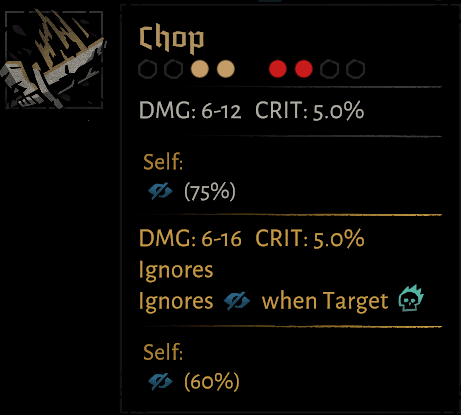 Chop
DMG: 6-12 CRIT: 5.0%
Self:
(75%)
DMG: 6-16 CRIT: 5.0%
Ignores
Ignores when Target
Self:
(60%)